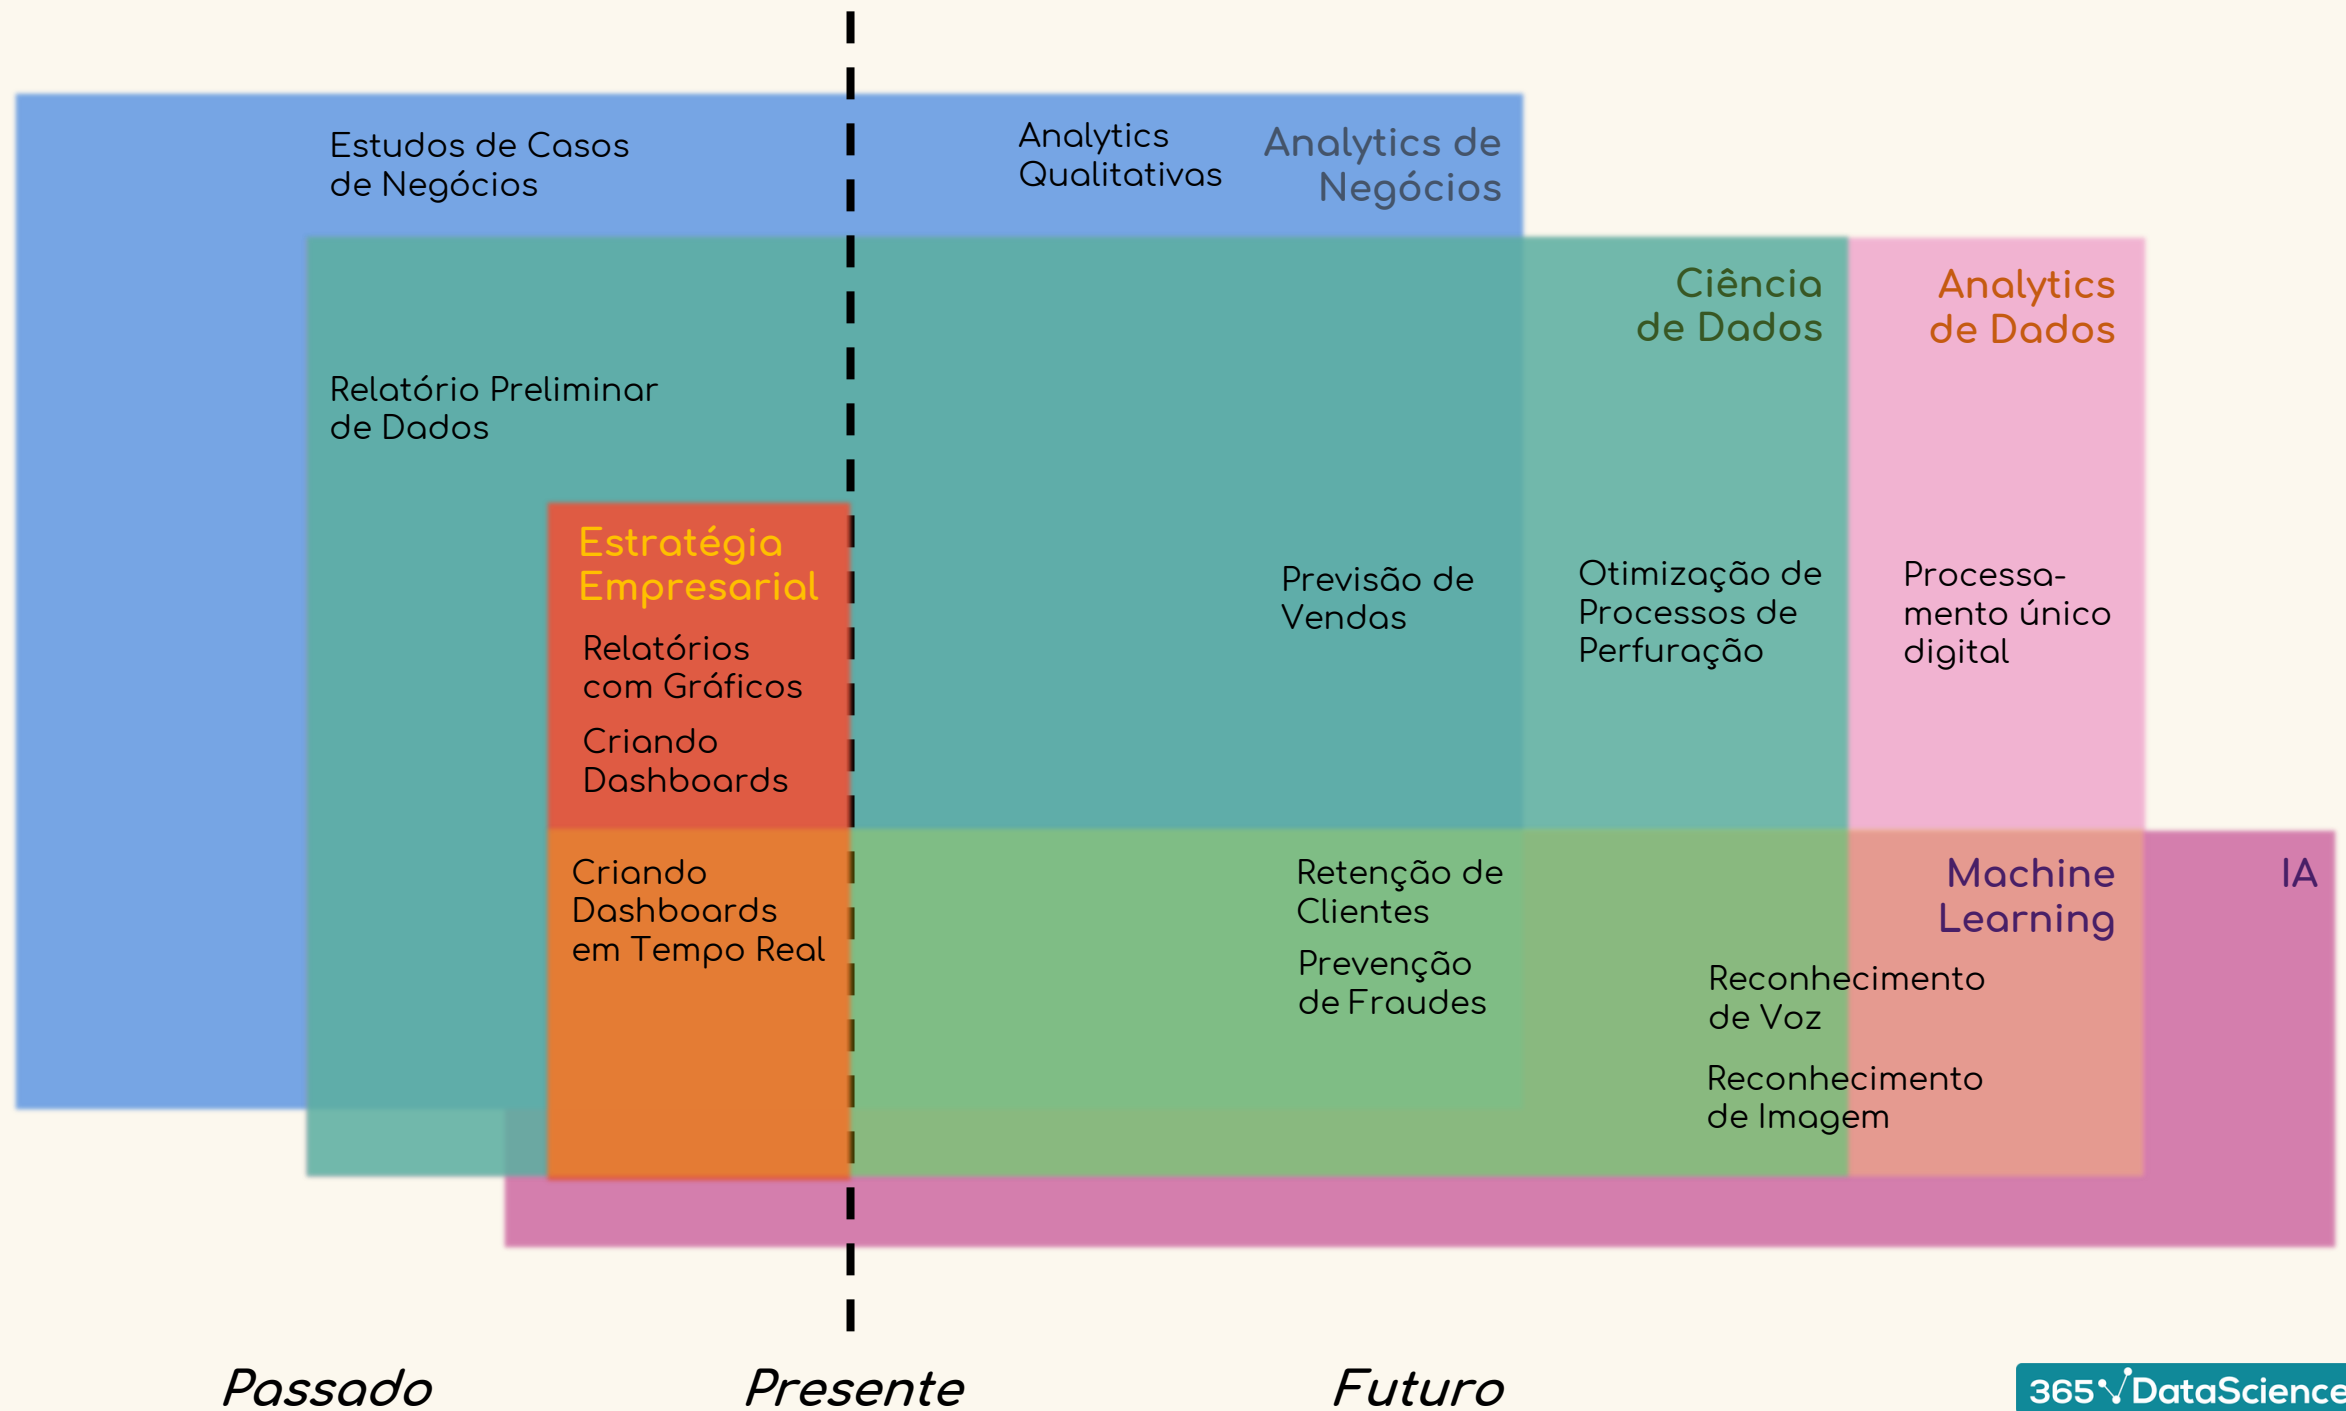 Estudos de Casos
de Negócios
Analytics
Qualitativas
Analytics de
Negócios
Ciência
de Dados
Analytics
de Dados
Relatório Preliminar
de Dados
Estratégia
Empresarial
Relatórios
com Gráficos
Criando
Dashboards
Previsão de
Vendas
Otimização de
Processos de
Perfuração
Processa-
mento único
digital
Criando
Dashboards
em Tempo Real
Retenção de
Clientes
Prevenção
de Fraudes
Machine
Learning
IA
Reconhecimento
de Voz
Reconhecimento
de Imagem
Passado
Presente
Futuro
365 DataScience